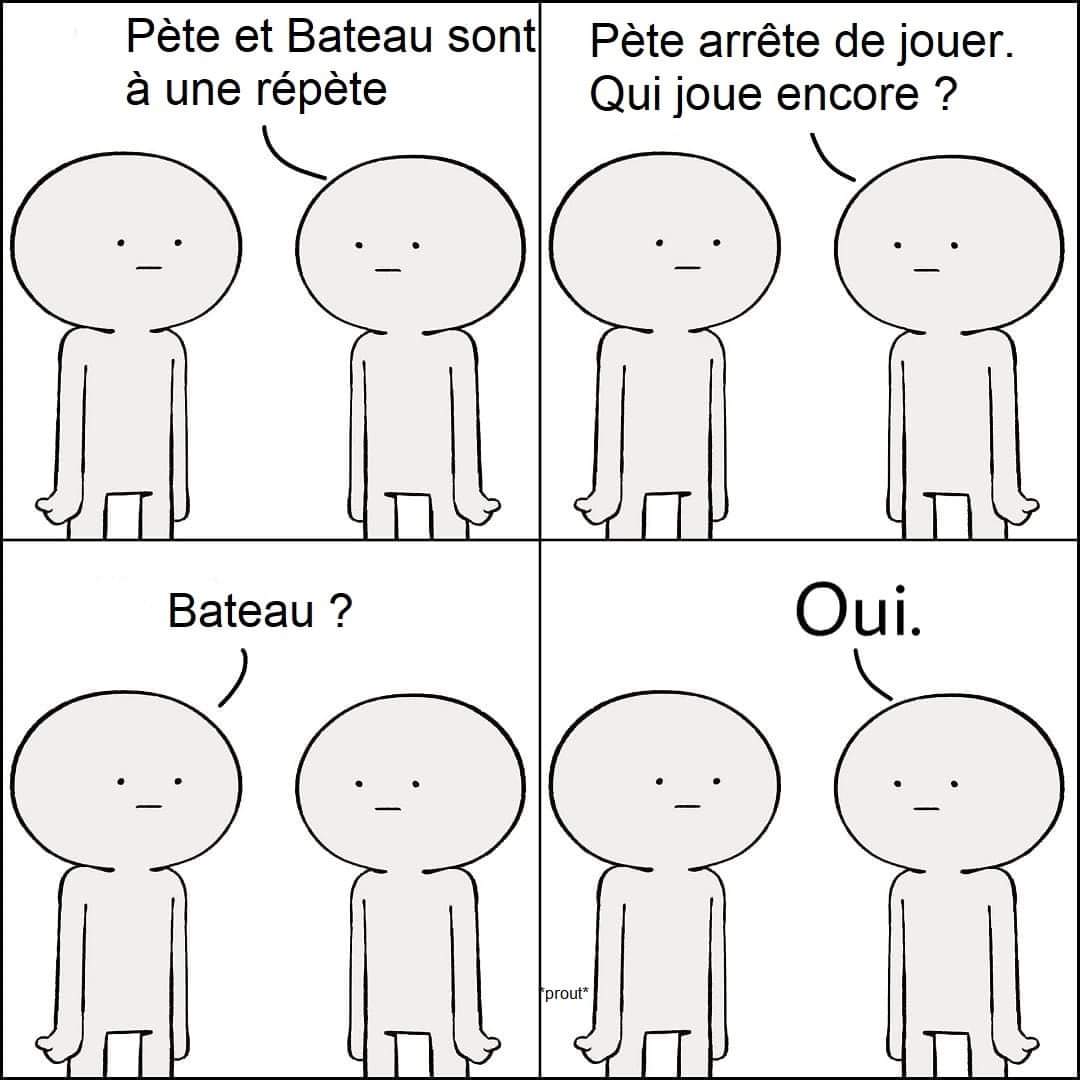 Pète et Bateau sont
à une répète
Pète arrête de jouer.
Qui joue encore ?
Bateau ?
Oui.
*prout*